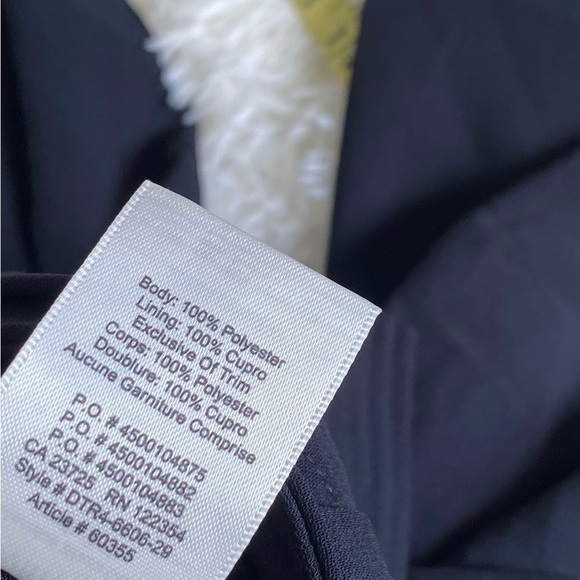 Body: 100% Polyester
Lining: 100% Cupro
Exclusive Of Trim
Corps: 100% Polyester
Doublure: 100% Cupro
Aucune Garniture Comprise
P.O. # 4500104875
P.O. # 4500104882
P.O. # 4500104883
CA 23725 RN 122354
Style # DTR4-6606-29
Article # 60355